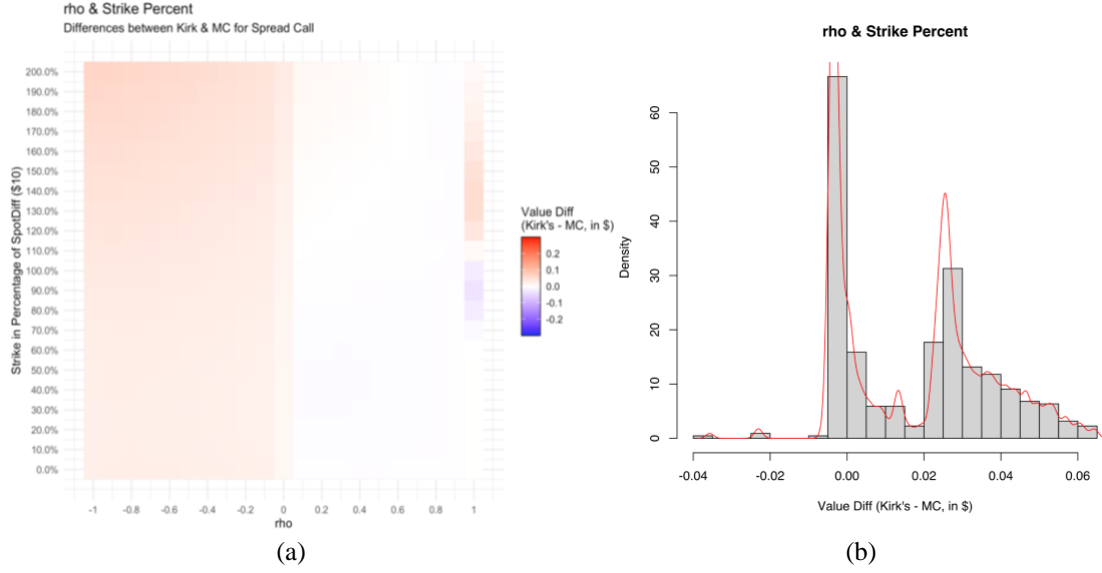 rho & Strike Percent
Differences between Kirk & MC for Spread Call
Strike in Percentage of SpotDiff ($10)
200.0%
190.0%
180.0%
170.0%
160.0%
150.0%
140.0%
130.0%
120.0%
110.0%
100.0%
90.0%
80.0%
70.0%
60.0%
50.0%
40.0%
30.0%
20.0%
10.0%
0.0%
-1 -0.8 -0.6 -0.4 -0.2 0 0.2 0.4 0.6 0.8 1
rho
Value Diff
(Kirk's - MC, in $)
0.2
0.1
0.0
-0.1
-0.2
(a)
rho & Strike Percent
Density
60
50
40
30
20
10
0
-0.04 -0.02 0.00 0.02 0.04 0.06
Value Diff (Kirk's - MC, in $)
(b)